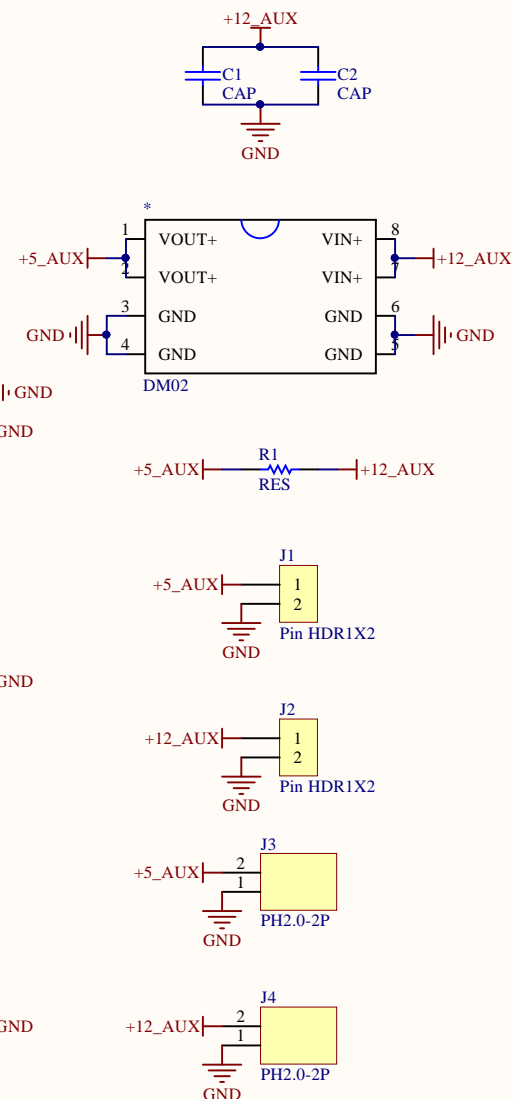 +12_AUX
C1
C2
CAP
CAP
GND
*
1
VOUT+
VIN+
8
+5_AUX
+12_AUX
2
VOUT+
VIN+
7
3
GND
GND
6
GND
GND
4
GND
GND
5
DM02
GND
GND
R1
+5_AUX
+12_AUX
RES
J1
+5_AUX
1
2
Pin HDR1X2
GND
GND
J2
+12_AUX
1
2
Pin HDR1X2
GND
J3
+5_AUX
2
1
PH2.0-2P
GND
J4
GND
+12_AUX
2
1
PH2.0-2P
GND